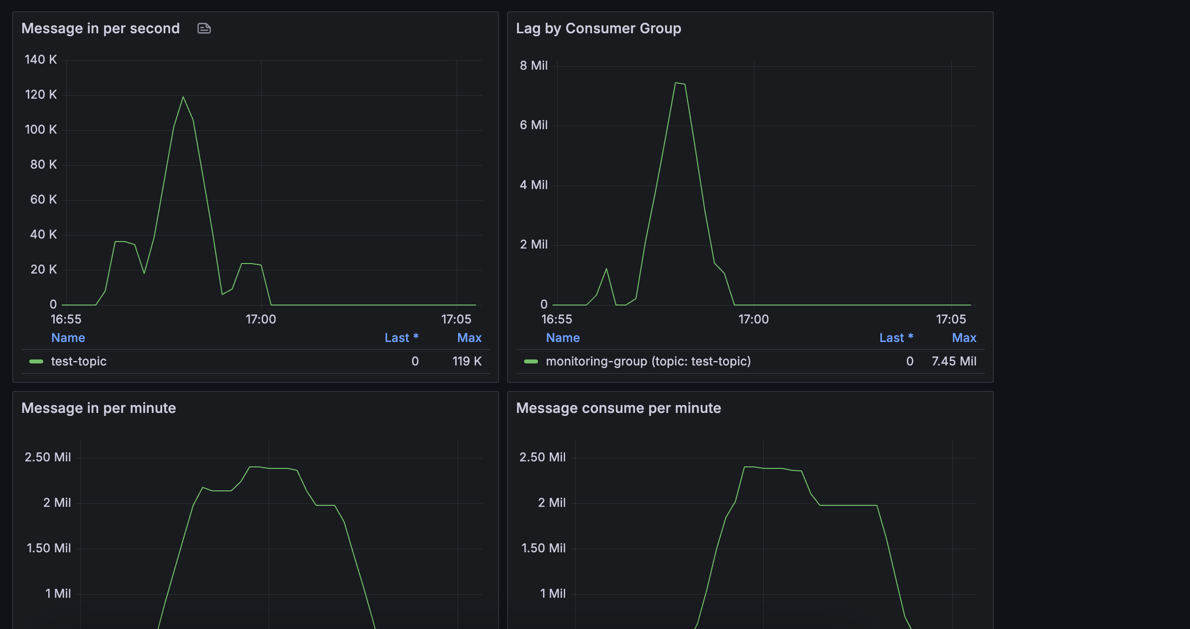 Message in per second
140 K
120 K
100 K
80 K
60 K
40 K
20 K
0
16:55 17:00 17:05
Name Last * Max
test-topic 0 119 K
Lag by Consumer Group
8 Mil
6 Mil
4 Mil
2 Mil
0
16:55 17:00 17:05
Name Last * Max
monitoring-group (topic: test-topic) 0 7.45 Mil
Message in per minute
2.50 Mil
2 Mil
1.50 Mil
1 Mil
Message consume per minute
2.50 Mil
2 Mil
1.50 Mil
1 Mil